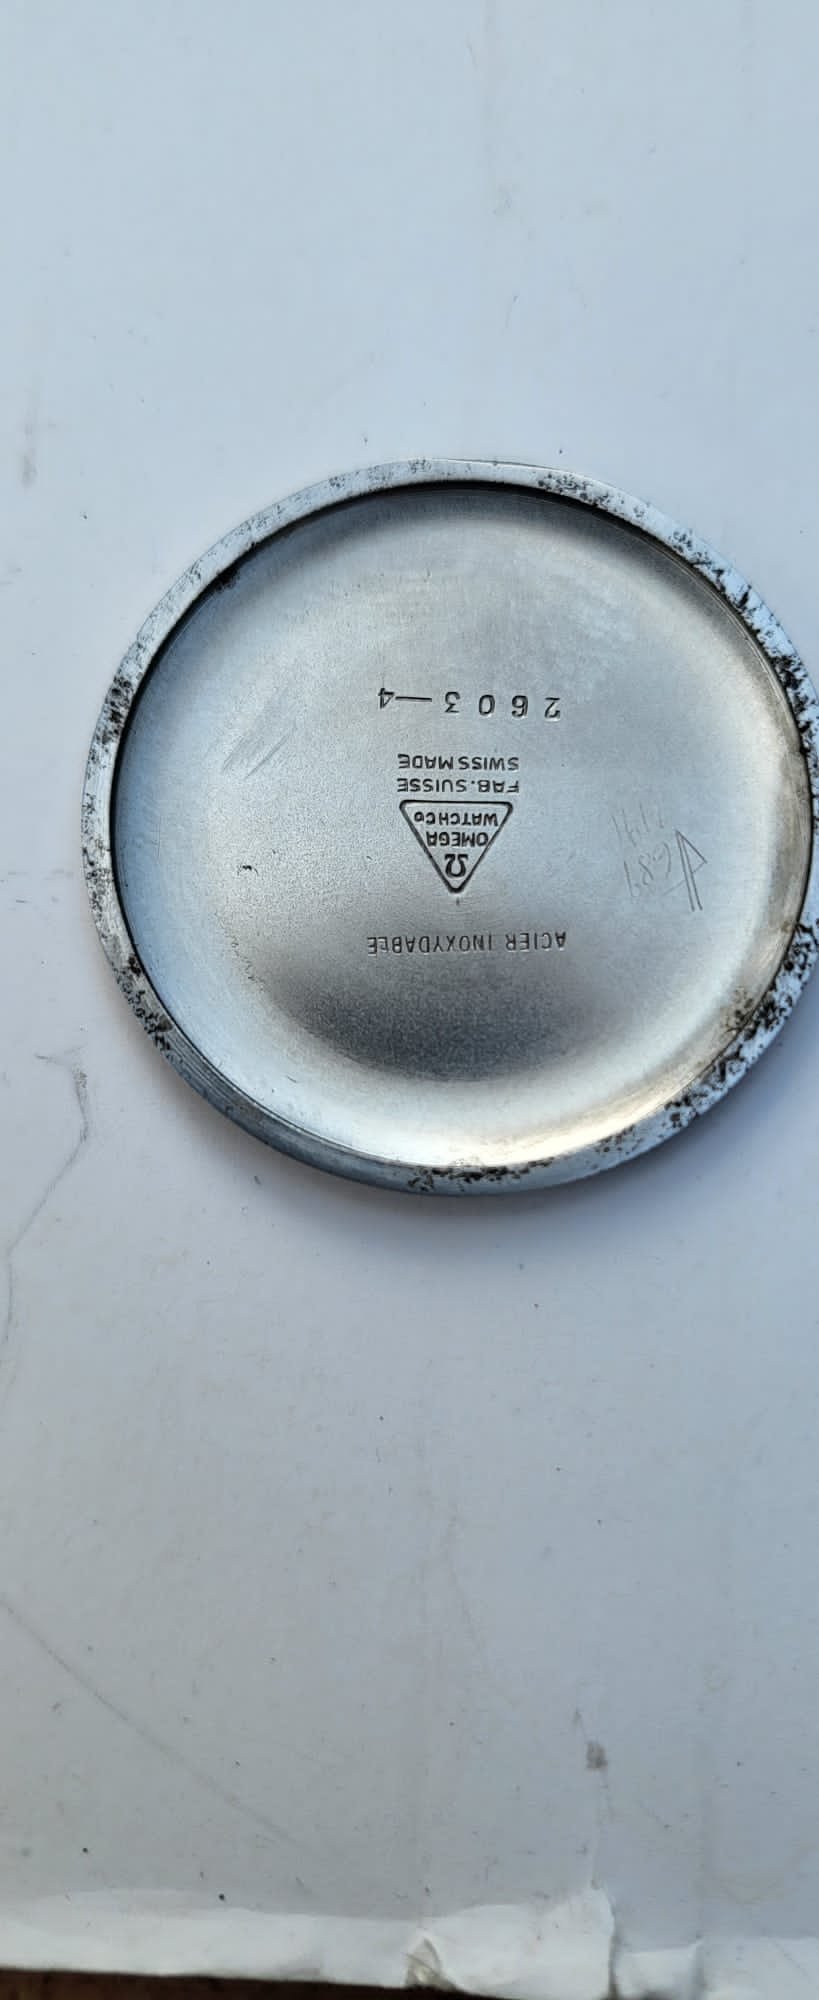 ACIER INOXYDABLE
Ω
OMEGA
WATCH Co
FAB. SUISSE
SWISS MADE
2603-4